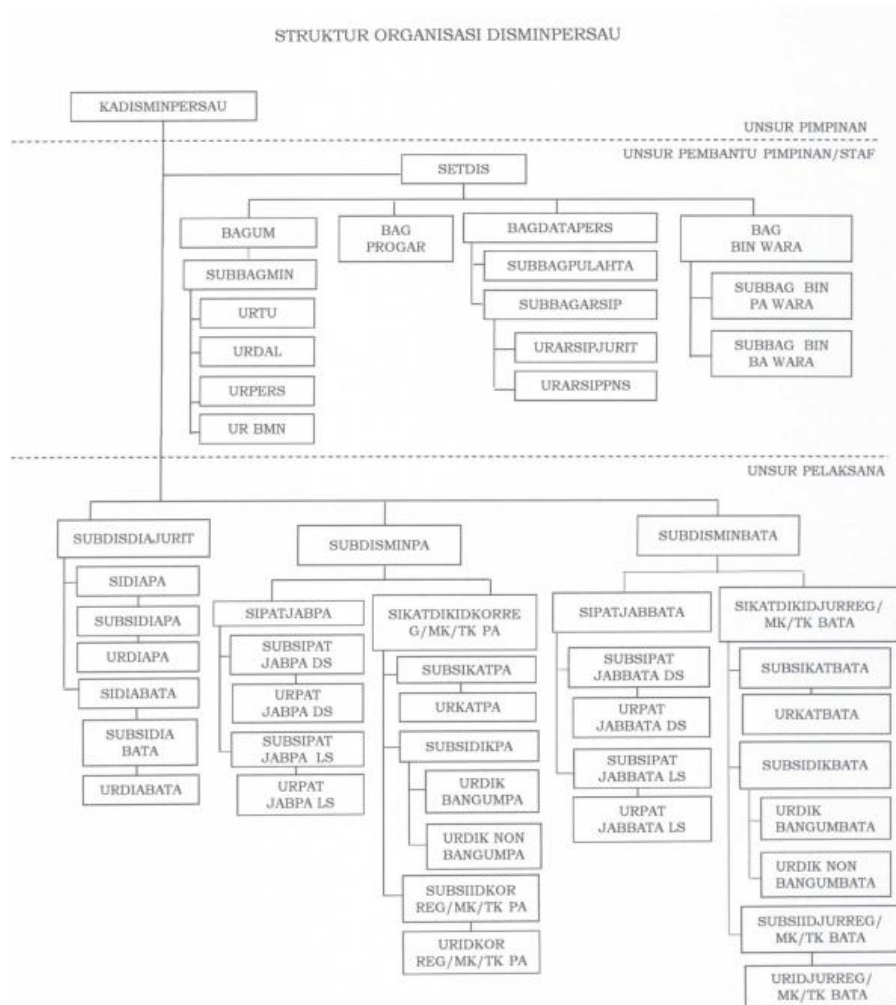 STRUKTUR ORGANISASI DISMINPERSAU
KADISMINPERSAU
UNSUR PIMPINAN
UNSUR PEMBANTU PIMPINAN/STAF
SETDIS
BAGUM
SUBBAGMIN
URTU
URDAL
URPERS
UR BMN
BAG
PROGAR
BAGDATAPERS
SUBBAGPULAHTA
SUBBAGARSIP
URARSIPJURIT
URARSIPPNS
BAG
BIN WARA
SUBBAG BIN
PA WARA
SUBBAG BIN
BA WARA
UNSUR PELAKSANA
SUBDISDIAJURIT
SIDIAPA
SUBSIDIAPA
URDIAPA
SIDIABATA
SUBSIDIA
BATA
URDIABATA
SUBDISMINPA
SIPATJABPA
SUBSIPAT
JABPA DS
URPAT
JABPA DS
SUBSIPAT
JABPA LS
URPAT
JABPA LS
SIKATDIKIDKORRE
G/MK/TK PA
SUBSIKATPA
URKATPA
SUBSIDIKPA
URDIK
BANGUMPA
URDIK NON
BANGUMPA
SUBSIIDKOR
REG/MK/TK PA
URIDKOR
REG/MK/TK PA
SUBDISMINBATA
SIPATJABBATA
SUBSIPAT
JABBATA DS
URPAT
JABBATA DS
SUBSIPAT
JABBATA LS
URPAT
JABBATA LS
SIKATDIKIDJURREG/
MK/TK BATA
SUBSIKATBATA
URKATBATA
SUBSIDIKBATA
URDIK
BANGUMBATA
URDIK NON
BANGUMBATA
SUBSIIDJURREG/
MK/TK BATA
URIDJURREG/
MK/TK BATA